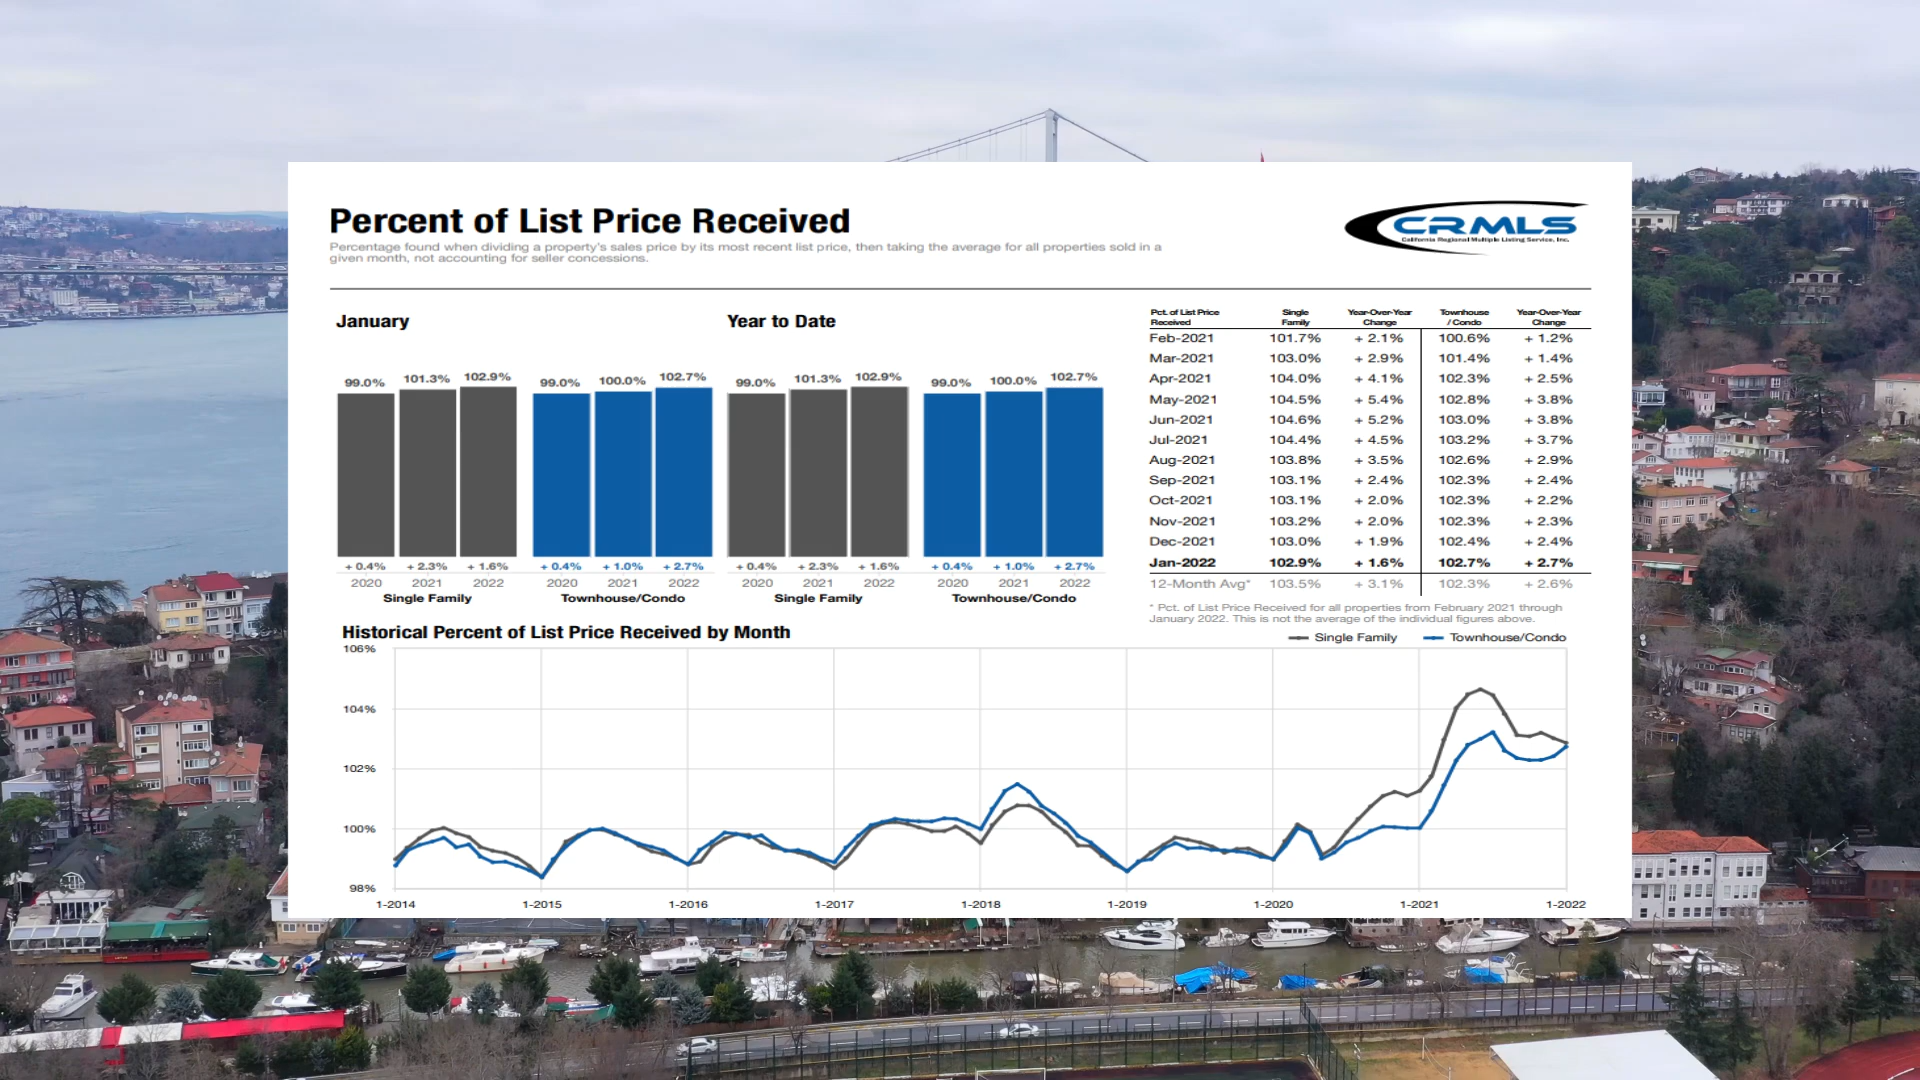 Percent of List Price Received
Percentage found when dividing a property's sales price by its most recent list price, then taking the average for all properties sold in a
given month, not accounting for seller concessions.
CRMLS
California Regional Multiple Listing Service, Inc.
January
99.0% 101.3% 102.9% 99.0% 100.0% 102.7%
+ 0.4% + 2.3% + 1.6% + 0.4% + 1.0% + 2.7%
2020 2021 2022 2020 2021 2022
Single Family Townhouse/Condo
Year to Date
99.0% 101.3% 102.9% 99.0% 100.0% 102.7%
+ 0.4% + 2.3% + 1.6% + 0.4% + 1.0% + 2.7%
2020 2021 2022 2020 2021 2022
Single Family Townhouse/Condo
Pct. of List Price Single Year-Over-Year Townhouse Year-Over-Year
Received Family Change / Condo Change
Feb-2021 101.7% + 2.1% 100.6% + 1.2%
Mar-2021 103.0% + 2.9% 101.4% + 1.4%
Apr-2021 104.0% + 4.1% 102.3% + 2.5%
May-2021 104.5% + 5.4% 102.8% + 3.8%
Jun-2021 104.6% + 5.2% 103.0% + 3.8%
Jul-2021 104.4% + 4.5% 103.2% + 3.7%
Aug-2021 103.8% + 3.5% 102.6% + 2.9%
Sep-2021 103.1% + 2.4% 102.3% + 2.4%
Oct-2021 103.1% + 2.0% 102.3% + 2.2%
Nov-2021 103.2% + 2.0% 102.3% + 2.3%
Dec-2021 103.0% + 1.9% 102.4% + 2.4%
Jan-2022 102.9% + 1.6% 102.7% + 2.7%
12-Month Avg* 103.5% + 3.1% 102.3% + 2.6%
* Pct. of List Price Received for all properties from February 2021 through
January 2022. This is not the average of the individual figures above.
Historical Percent of List Price Received by Month
Single Family Townhouse/Condo
106%
104%
102%
100%
98%
1-2014 1-2015 1-2016 1-2017 1-2018 1-2019 1-2020 1-2021 1-2022